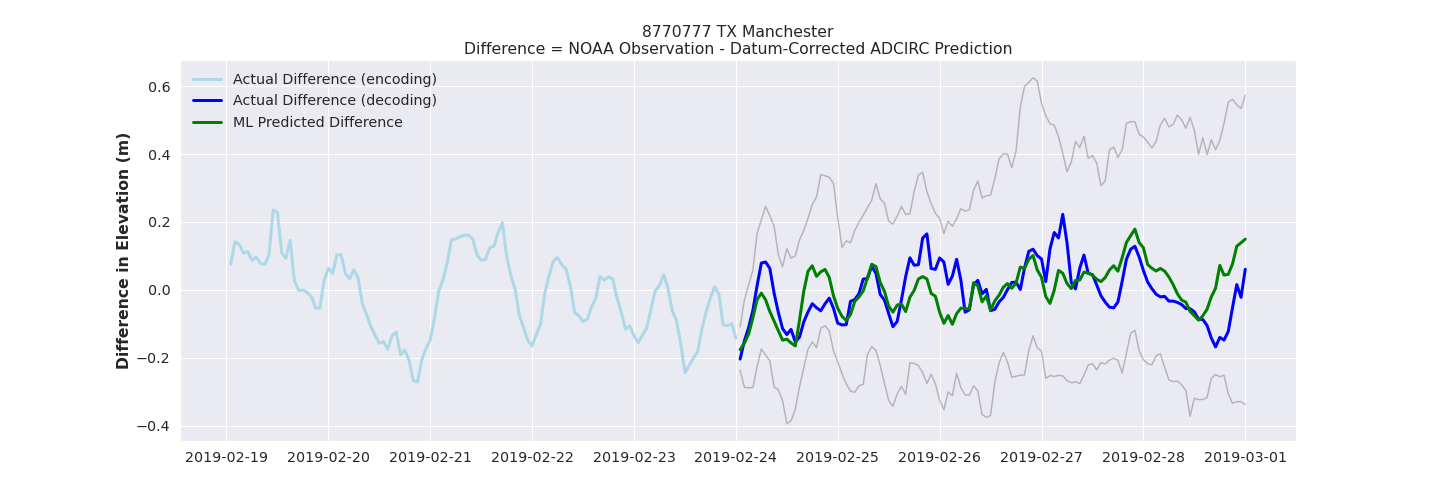 8770777 TX Manchester
Difference = NOAA Observation - Datum-Corrected ADCIRC Prediction
Actual Difference (encoding)
Actual Difference (decoding)
ML Predicted Difference
Difference in Elevation (m)
0.6
0.4
0.2
0.0
−0.2
−0.4
2019-02-19 2019-02-20 2019-02-21 2019-02-22 2019-02-23 2019-02-24 2019-02-25 2019-02-26 2019-02-27 2019-02-28 2019-03-01